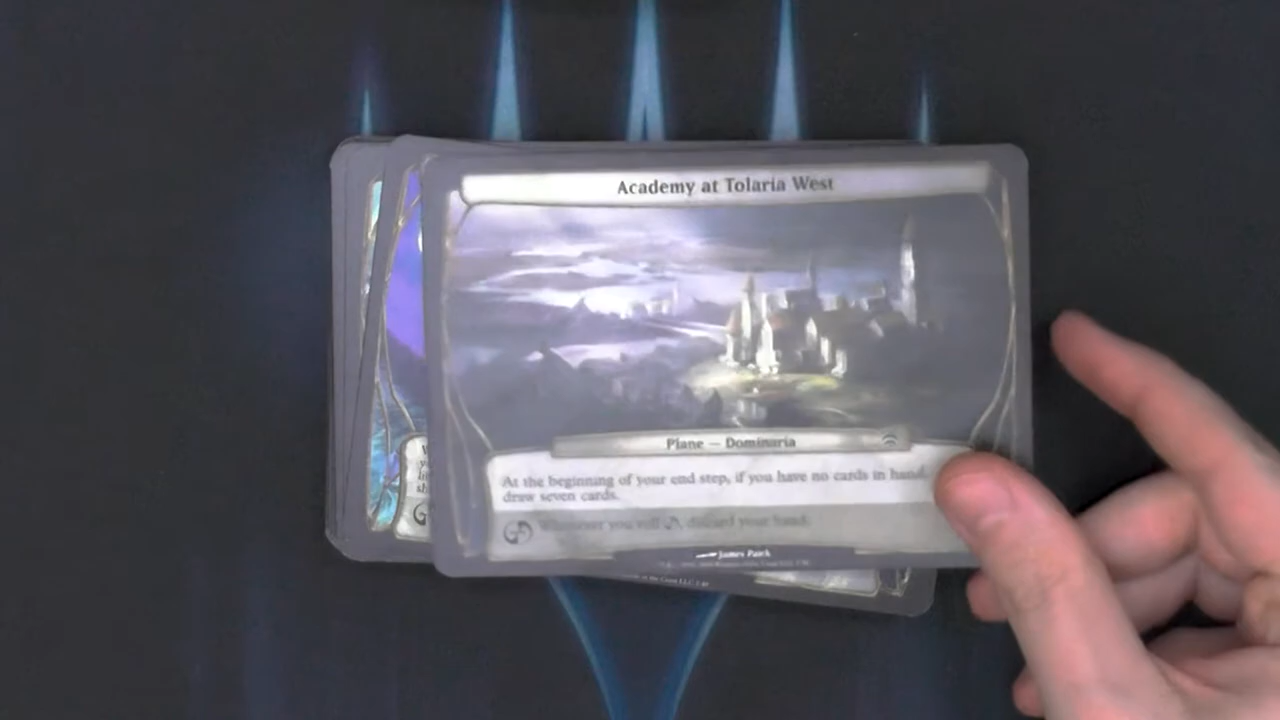 Academy at Tolaria West
Plane — Dominaria
At the beginning of your end step, if you have no cards in hand,
draw seven cards.
Whenever you roll , discard your hand.
James Paick